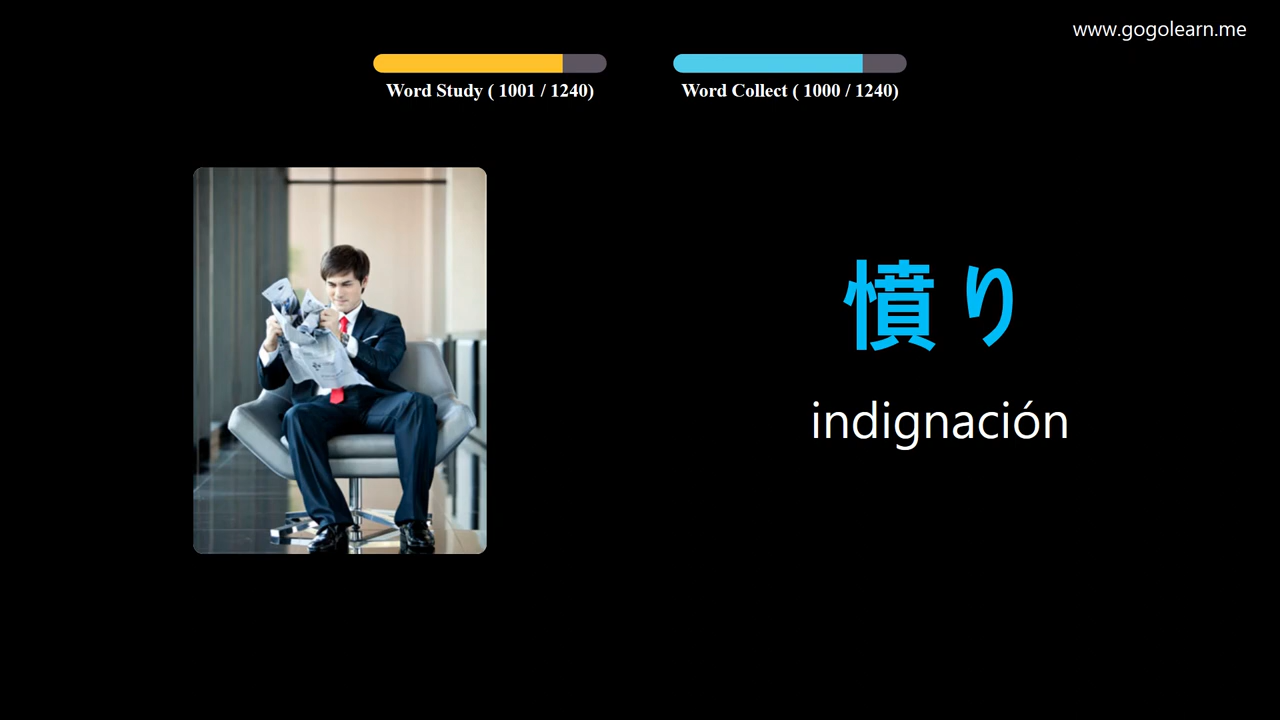 www.gogolearn.me
Word Study ( 1001 / 1240)
Word Collect ( 1000 / 1240)
憤り
indignación